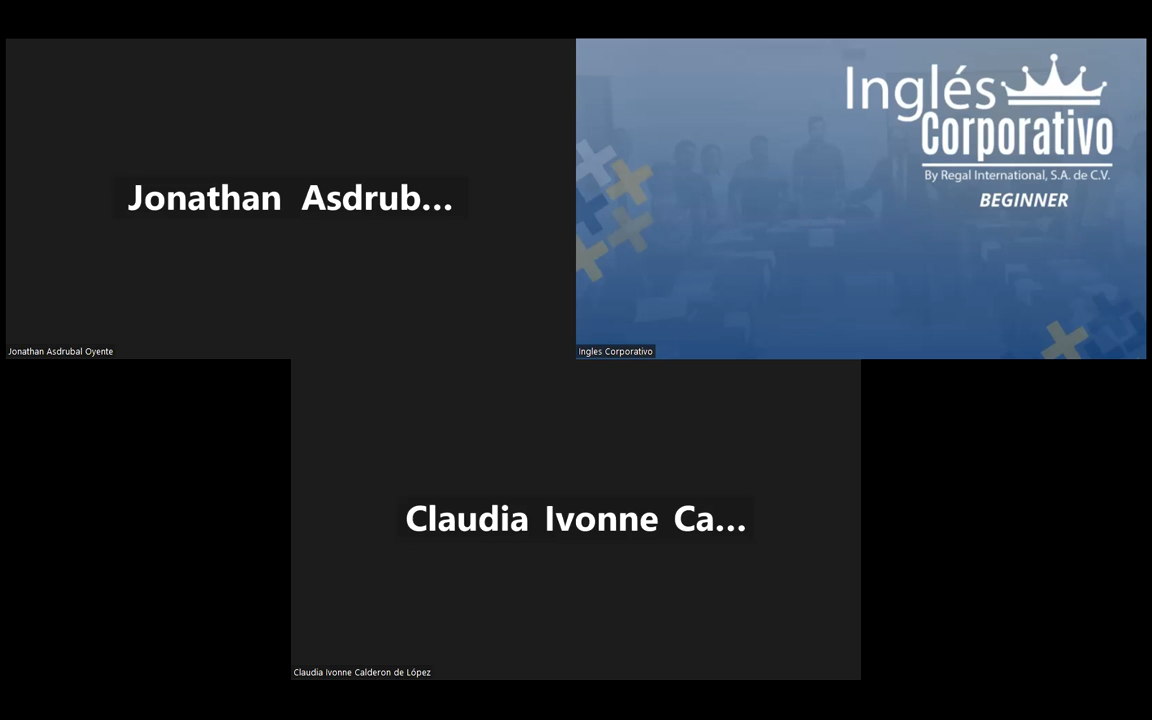 Jonathan Asdrub...
Jonathan Asdrubal Oyente
Inglés
Corporativo
By Regal International, S.A. de C.V.
BEGINNER
Ingles Corporativo
Claudia Ivonne Ca...
Claudia Ivonne Calderon de López